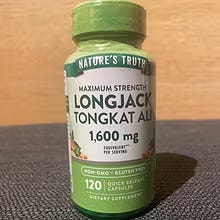 NATURE'S TRUTH
MAXIMUM STRENGTH
LONGJACK
TONGKAT ALI
1,600 mg
EQUIVALENT**
PER SERVING
NON-GMO • GLUTEN FREE
120 QUICK RELEASE
CAPSULES
DIETARY SUPPLEMENT